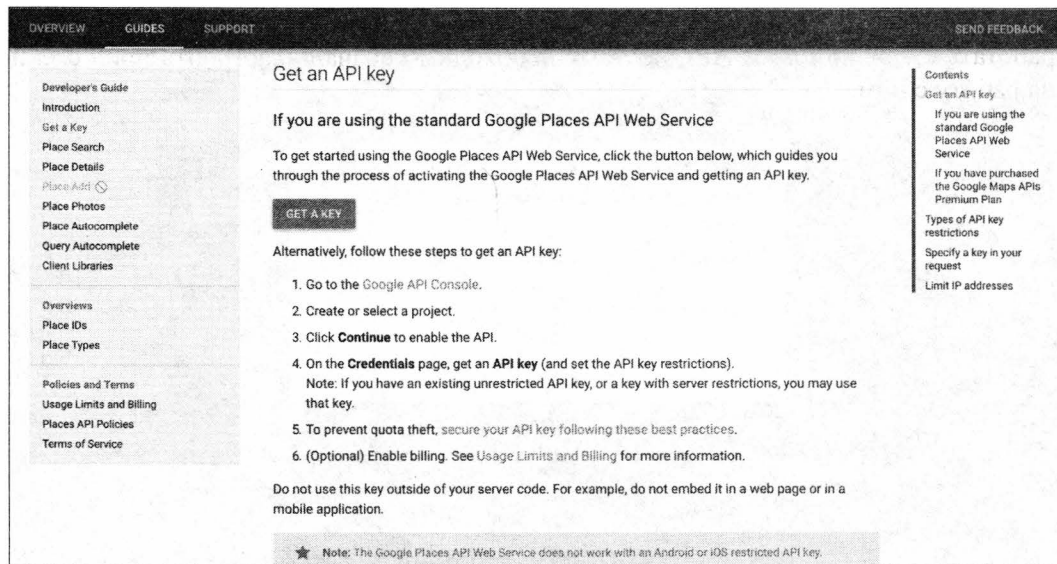 OVERVIEW GUIDES SUPPORT SEND FEEDBACK
Developer's Guide
Introduction
Get a Key
Place Search
Place Details
Place Add
Place Photos
Place Autocomplete
Query Autocomplete
Client Libraries
Overviews
Place IDs
Place Types
Policies and Terms
Usage Limits and Billing
Places API Policies
Terms of Service
Get an API key
If you are using the standard Google Places API Web Service
To get started using the Google Places API Web Service, click the button below, which guides you
through the process of activating the Google Places API Web Service and getting an API key.
GET A KEY
Alternatively, follow these steps to get an API key:
1. Go to the Google API Console.
2. Create or select a project.
3. Click Continue to enable the API.
4. On the Credentials page, get an API key (and set the API key restrictions).
Note: If you have an existing unrestricted API key, or a key with server restrictions, you may use
that key.
5. To prevent quota theft, secure your API key following these best practices.
6. (Optional) Enable billing. See Usage Limits and Billing for more information.
Do not use this key outside of your server code. For example, do not embed it in a web page or in a
mobile application.
Note: The Google Places API Web Service does not work with an Android or iOS restricted API key.
Contents
Get an API key
If you are using the
standard Google
Places API Web
Service
If you have purchased
the Google Maps APIs
Premium Plan
Types of API key
restrictions
Specify a key in your
request
Limit IP addresses